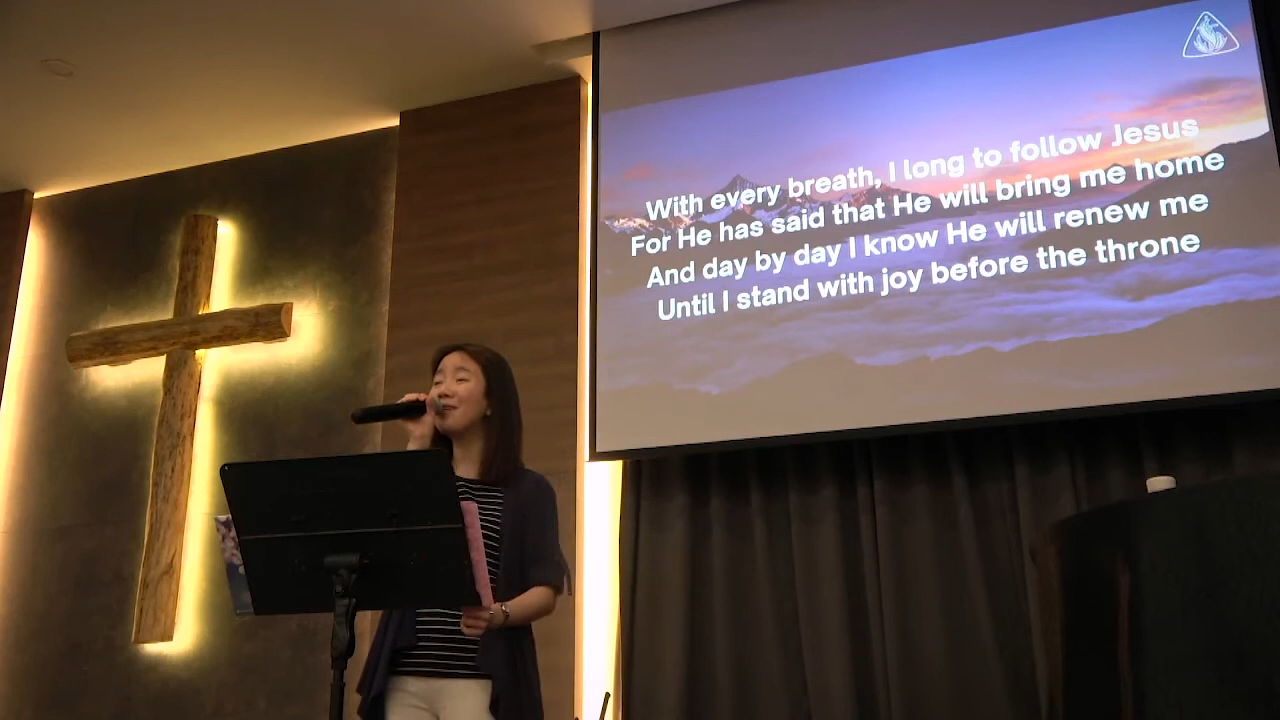 With every breath, I long to follow Jesus
For He has said that He will bring me home
And day by day I know He will renew me
Until I stand with joy before the throne